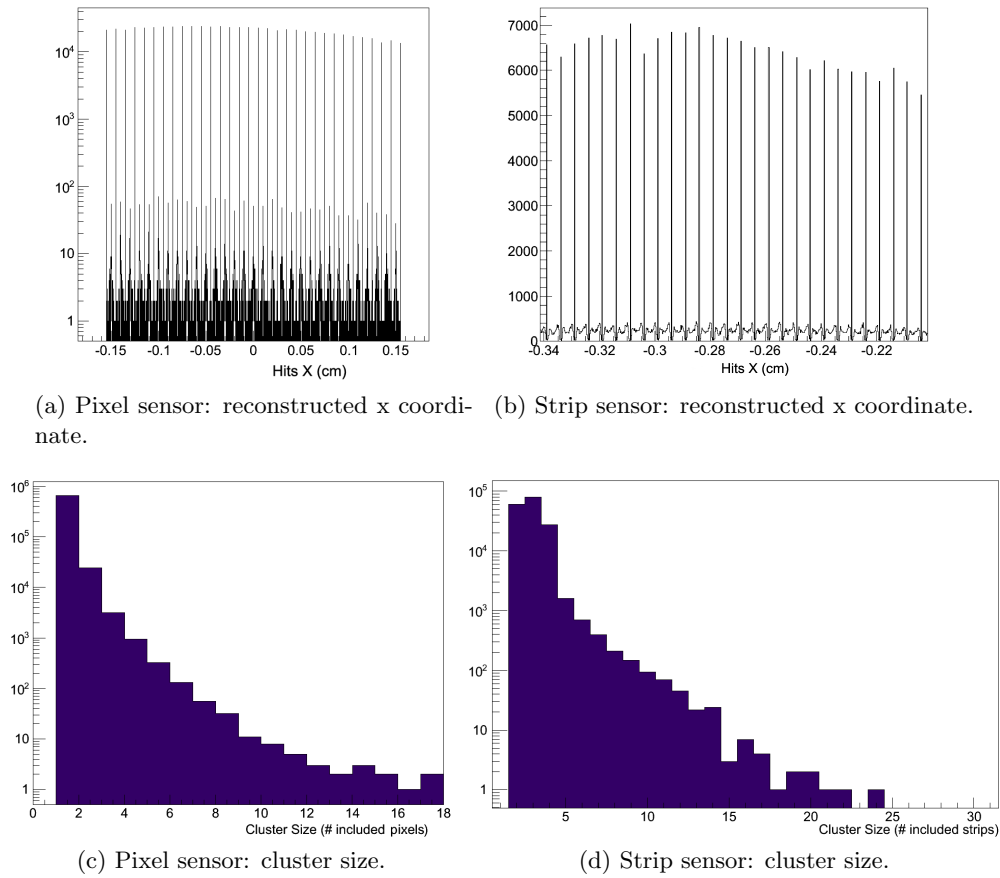 10^4
10^3
10^2
10
1
-0.15 -0.1 -0.05 0 0.05 0.1 0.15
Hits X (cm)
7000
6000
5000
4000
3000
2000
1000
0
-0.34 -0.32 -0.3 -0.28 -0.26 -0.24 -0.22
Hits X (cm)
(a) Pixel sensor: reconstructed x coordi-
nate.
(b) Strip sensor: reconstructed x coordinate.
10^6
10^5
10^4
10^3
10^2
10
1
0 2 4 6 8 10 12 14 16 18
Cluster Size (# included pixels)
10^5
10^4
10^3
10^2
10
1
5 10 15 20 25 30
Cluster Size (# included strips)
(c) Pixel sensor: cluster size.
(d) Strip sensor: cluster size.